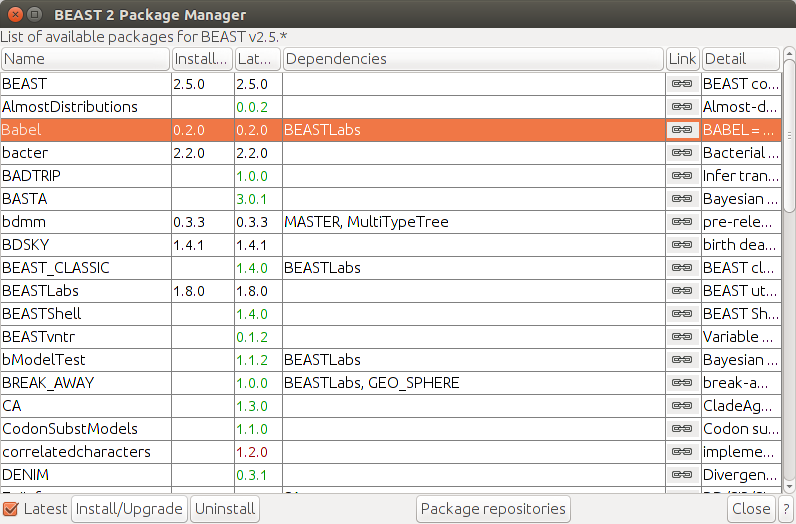 BEAST 2 Package Manager
List of available packages for BEAST v2.5.*
Name Install... Lat... Dependencies Link Detail
BEAST 2.5.0 2.5.0 BEAST co...
AlmostDistributions 0.0.2 Almost-d...
Babel 0.2.0 0.2.0 BEASTLabs BABEL = ...
bacter 2.2.0 2.2.0 Bacterial ...
BADTRIP 1.0.0 Infer tran...
BASTA 3.0.1 Bayesian ...
bdmm 0.3.3 0.3.3 MASTER, MultiTypeTree pre-rele...
BDSKY 1.4.1 1.4.1 birth dea...
BEAST_CLASSIC 1.4.0 BEASTLabs BEAST cl...
BEASTLabs 1.8.0 1.8.0 BEAST ut...
BEASTShell 1.4.0 BEAST Sh...
BEASTvntr 0.1.2 Variable ...
bModelTest 1.1.2 BEASTLabs Bayesian ...
BREAK_AWAY 1.0.0 BEASTLabs, GEO_SPHERE break-a...
CA 1.3.0 CladeAg...
CodonSubstModels 1.1.0 Codon su...
correlatedcharacters 1.2.0 impleme...
DENIM 0.3.1 Divergen...
Latest Install/Upgrade Uninstall Package repositories Close ?